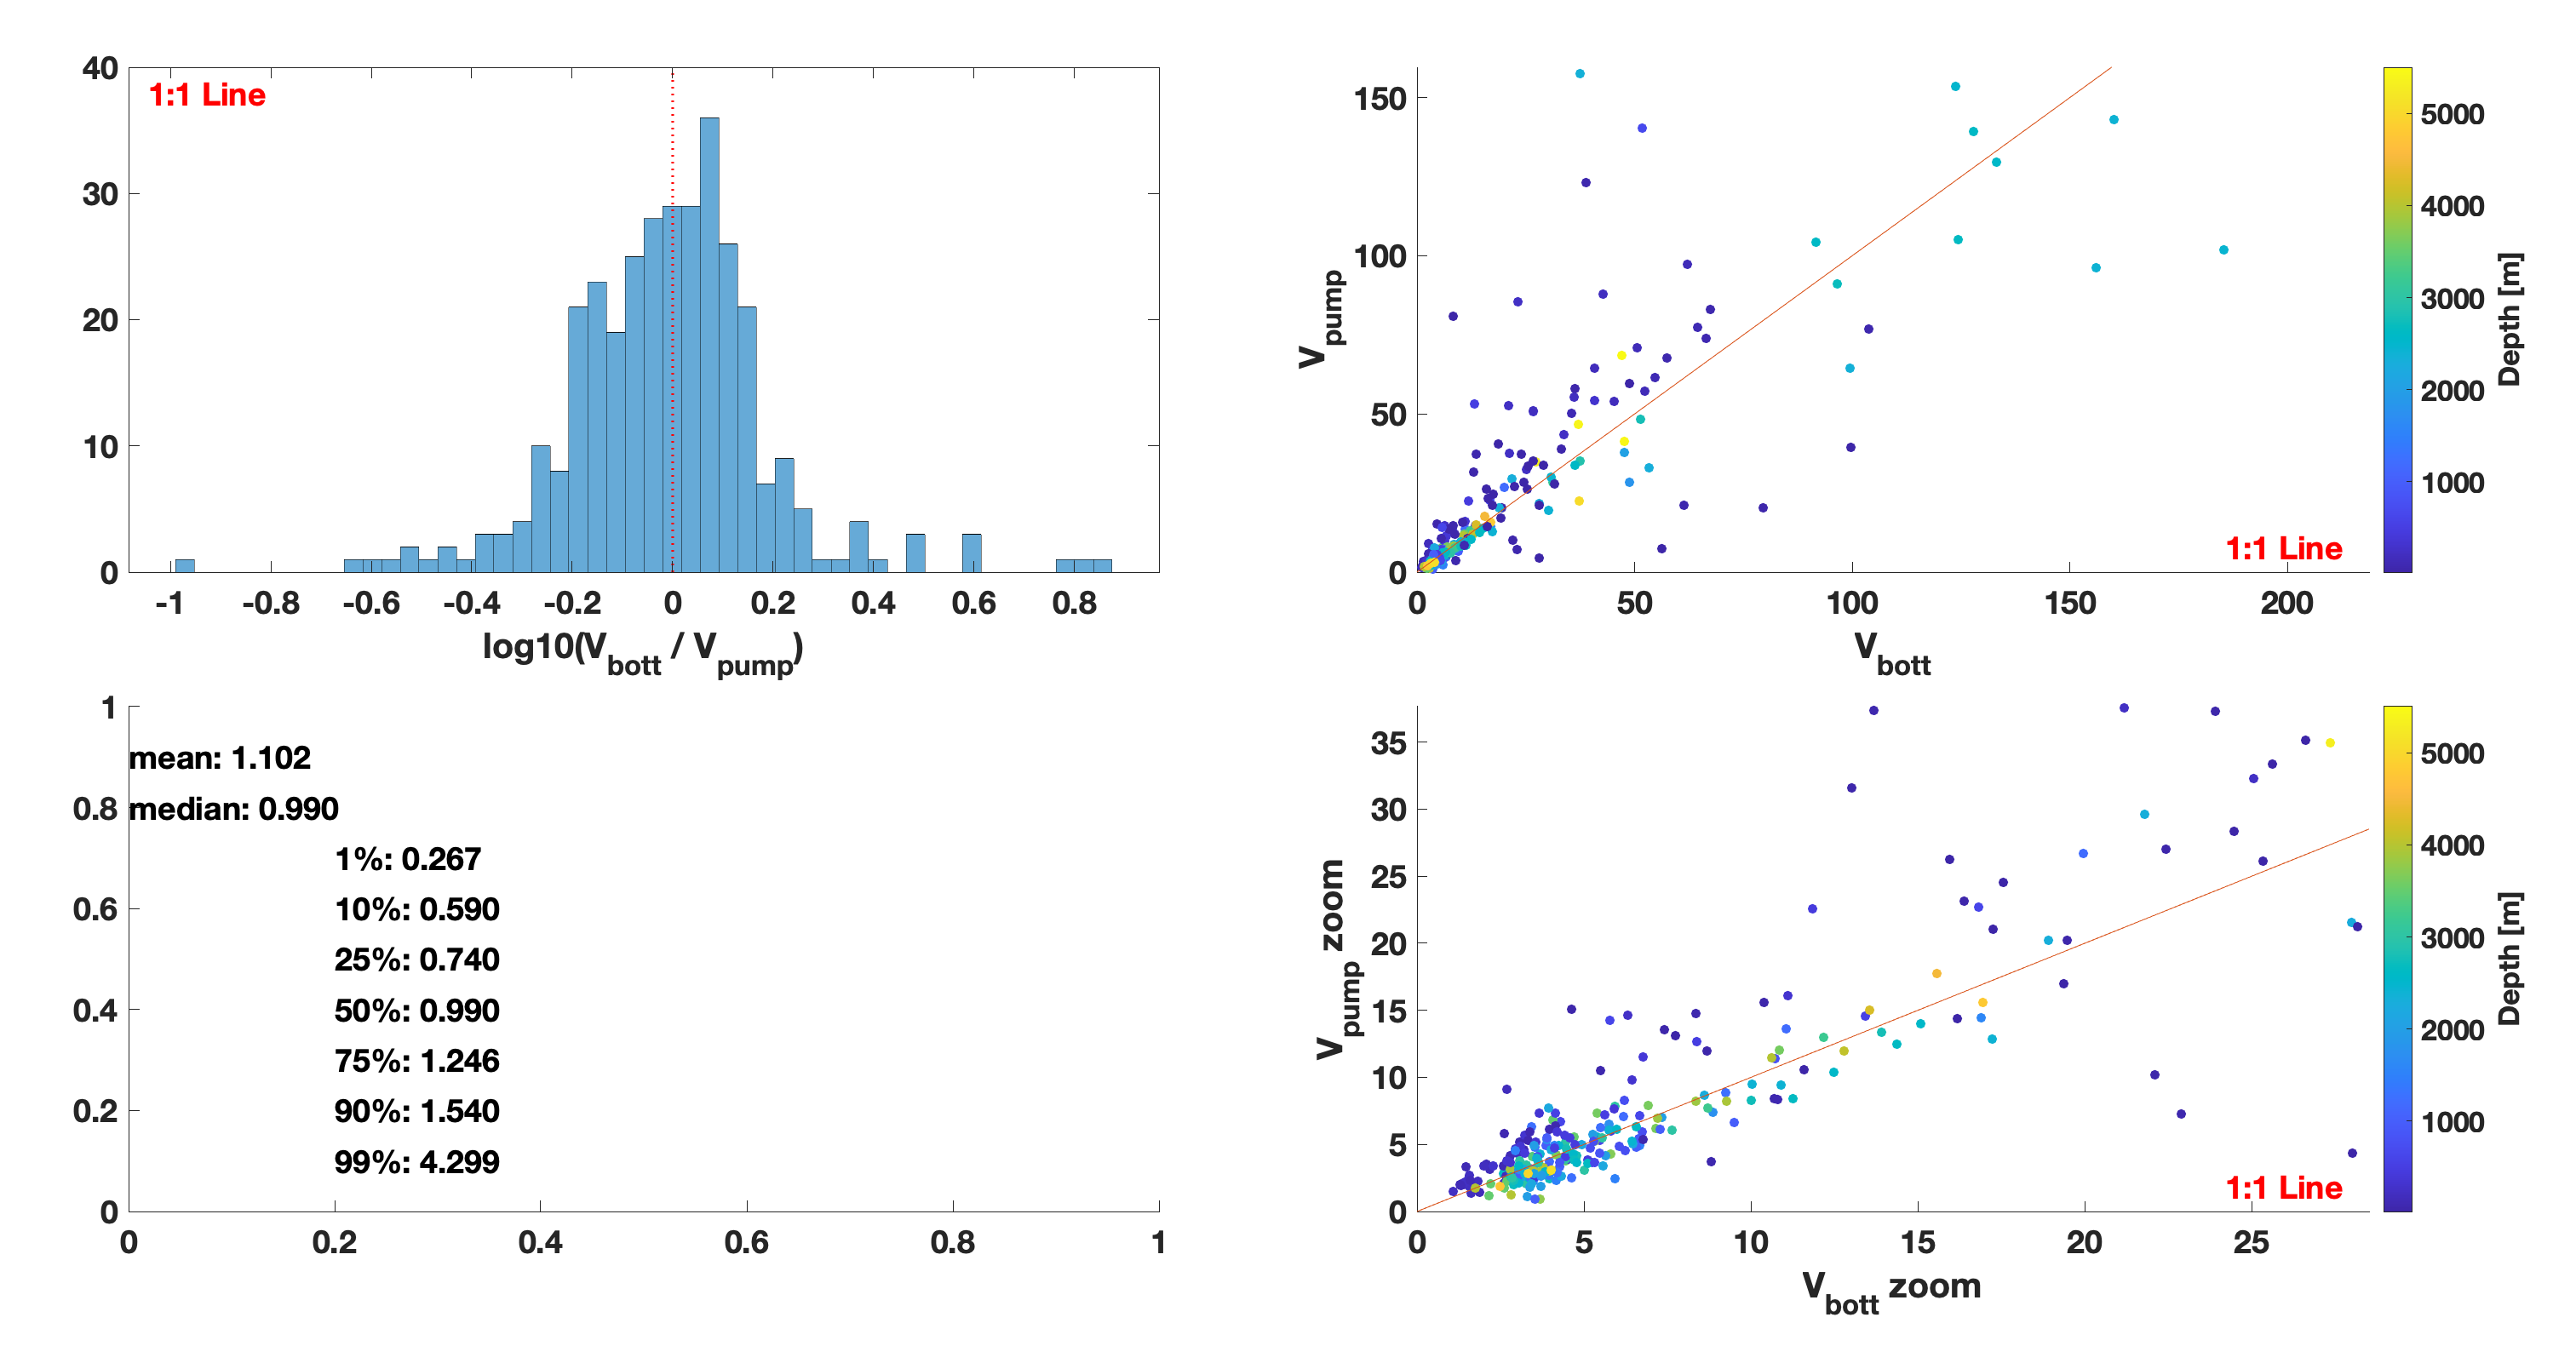 40
30
20
10
0
1:1 Line
-1 -0.8 -0.6 -0.4 -0.2 0 0.2 0.4 0.6 0.8
log10(Vbott / Vpump)
150
100
50
0
Vpump
1:1 Line
0 50 100 150 200
Vbott
5000
4000
3000
2000
1000
Depth [m]
1
0.8
0.6
0.4
0.2
0
mean: 1.102
median: 0.990
1%: 0.267
10%: 0.590
25%: 0.740
50%: 0.990
75%: 1.246
90%: 1.540
99%: 4.299
0 0.2 0.4 0.6 0.8 1
35
30
25
20
15
10
5
0
Vpump zoom
1:1 Line
0 5 10 15 20 25
Vbott zoom
5000
4000
3000
2000
1000
Depth [m]